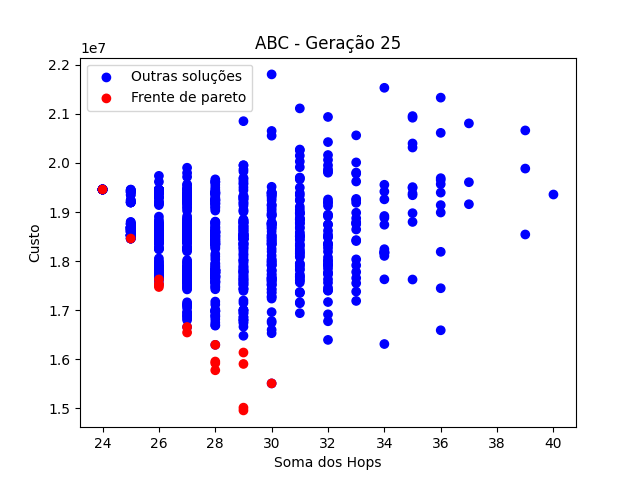 ABC - Geração 25
1e7
Outras soluções
Frente de pareto
2.2
2.1
2.0
1.9
1.8
1.7
1.6
1.5
Custo
24 26 28 30 32 34 36 38 40
Soma dos Hops